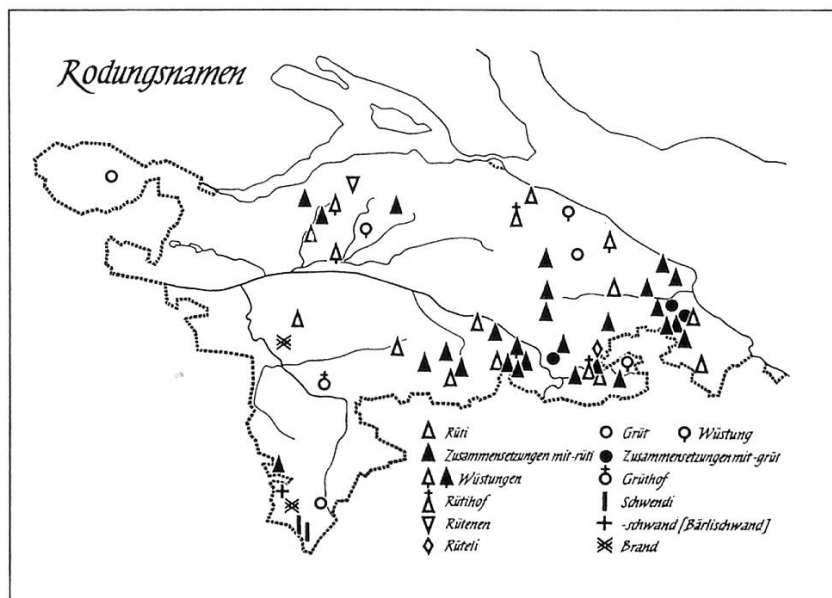 Rodungsnamen
Rüti
Zusammensetzungen mit -rüti
Wüstungen
Rütihof
Rütenen
Rüteli
Grüt
Wüstung
Zusammensetzungen mit -grüt
Grüthof
Schwendi
-schwand [Bärlischwand]
Brand